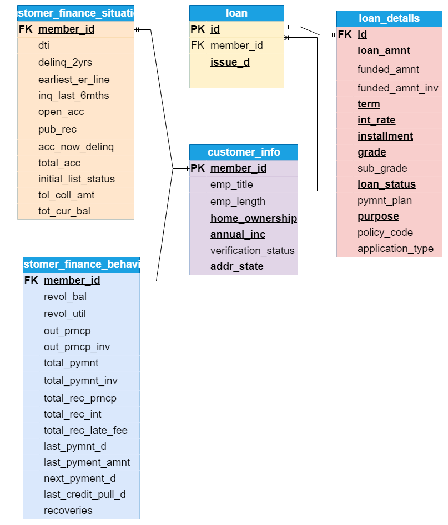 stomer_finance_situati
FK member_id
dti
delinq_2yrs
earliest_er_line
inq_last_6mths
open_acc
pub_rec
acc_now_delinq
total_acc
initial_list_status
tol_coll_amt
tot_cur_bal
loan
PK id
FK member_id
issue_d
loan_details
FK Id
loan_amnt
funded_amnt
funded_amnt_inv
term
int_rate
installment
grade
sub_grade
loan_status
pymnt_plan
purpose
policy_code
application_type
customer_info
PK member_id
emp_title
emp_length
home_ownership
annual_inc
verification_status
addr_state
stomer_finance_behavi
FK member_id
revol_bal
revol_util
out_prncp
out_prncp_inv
total_pymnt
total_pymnt_inv
total_rec_prncp
total_rec_int
total_rec_late_fee
last_pymnt_d
last_pyment_amnt
next_pyment_d
last_credit_pull_d
recoveries